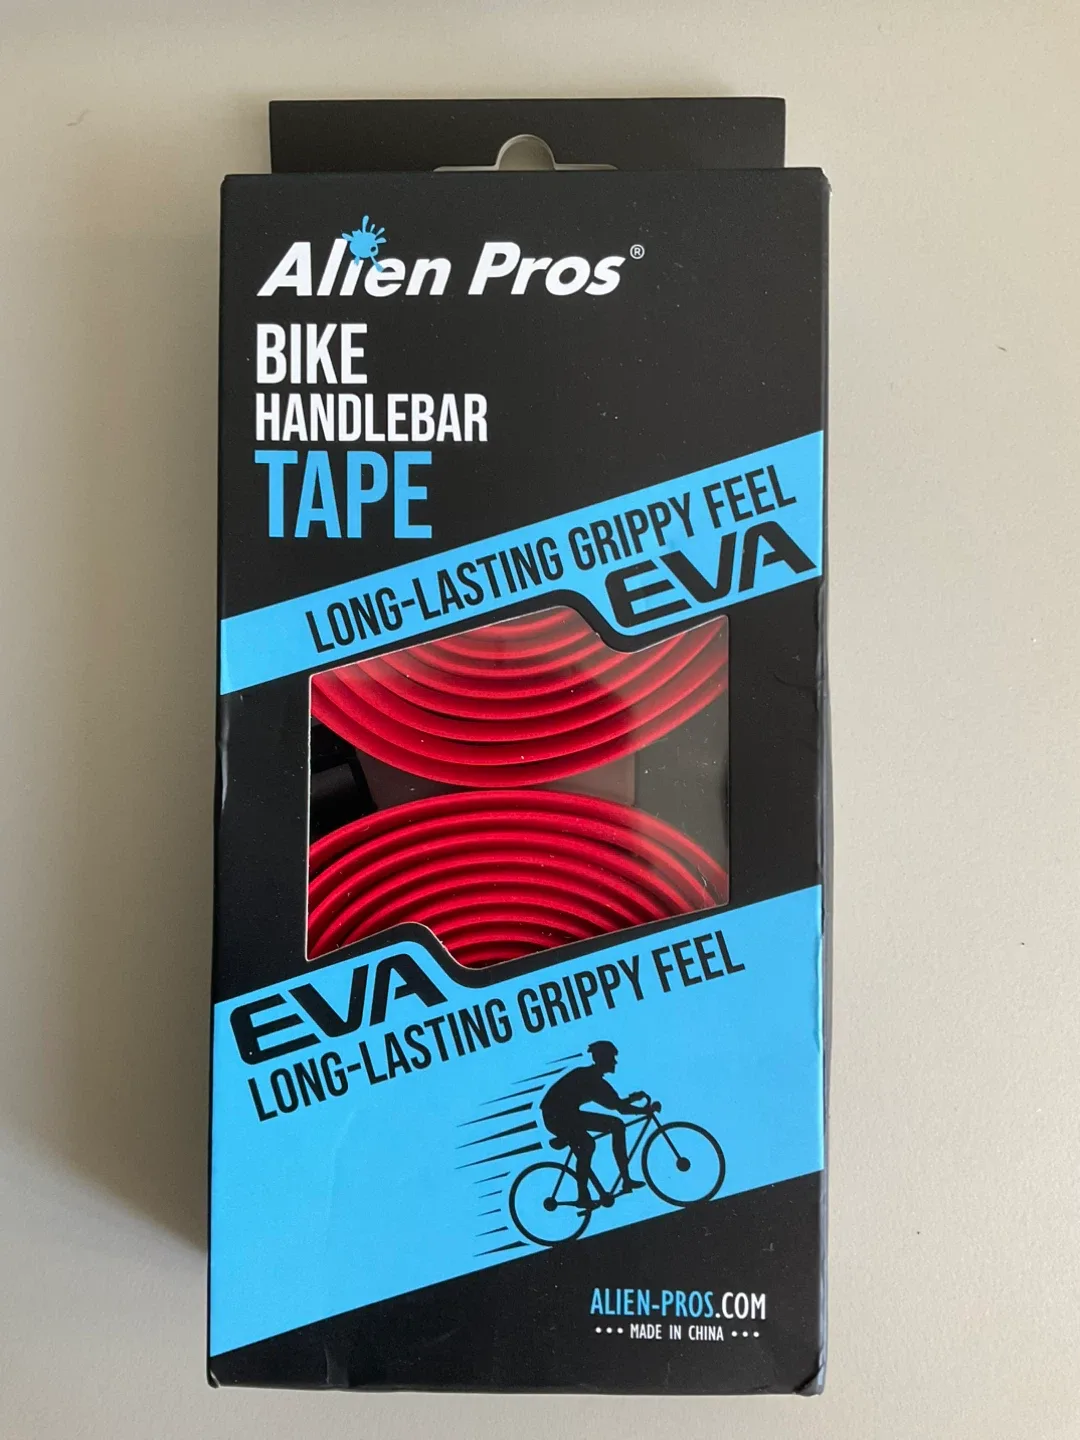 Alien Pros®
BIKE
HANDLEBAR
TAPE
LONG-LASTING GRIPPY FEEL
EVA
EVA
LONG-LASTING GRIPPY FEEL
ALIEN-PROS.COM
••• MADE IN CHINA •••